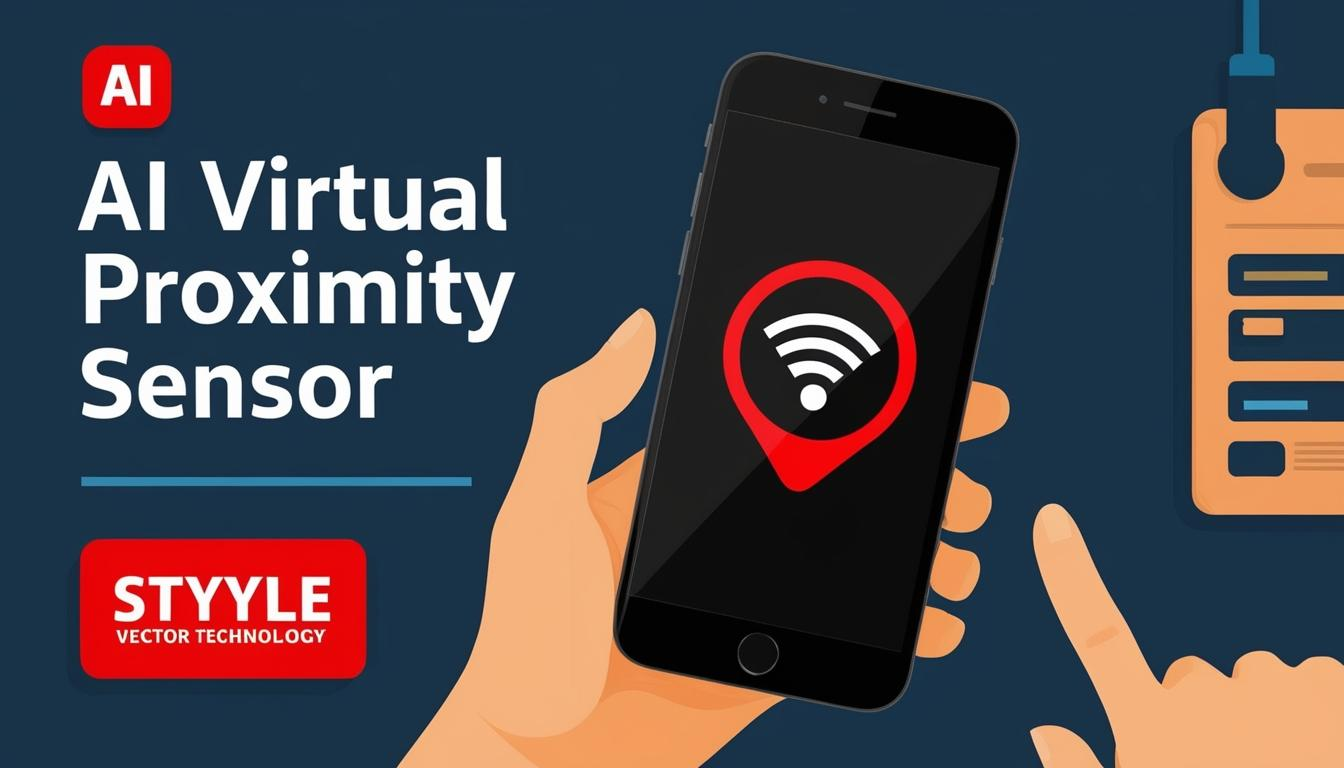 AI
AI Virtual
Proximity
Sensor
STYYLE
VECTOR TECHNOLOGY